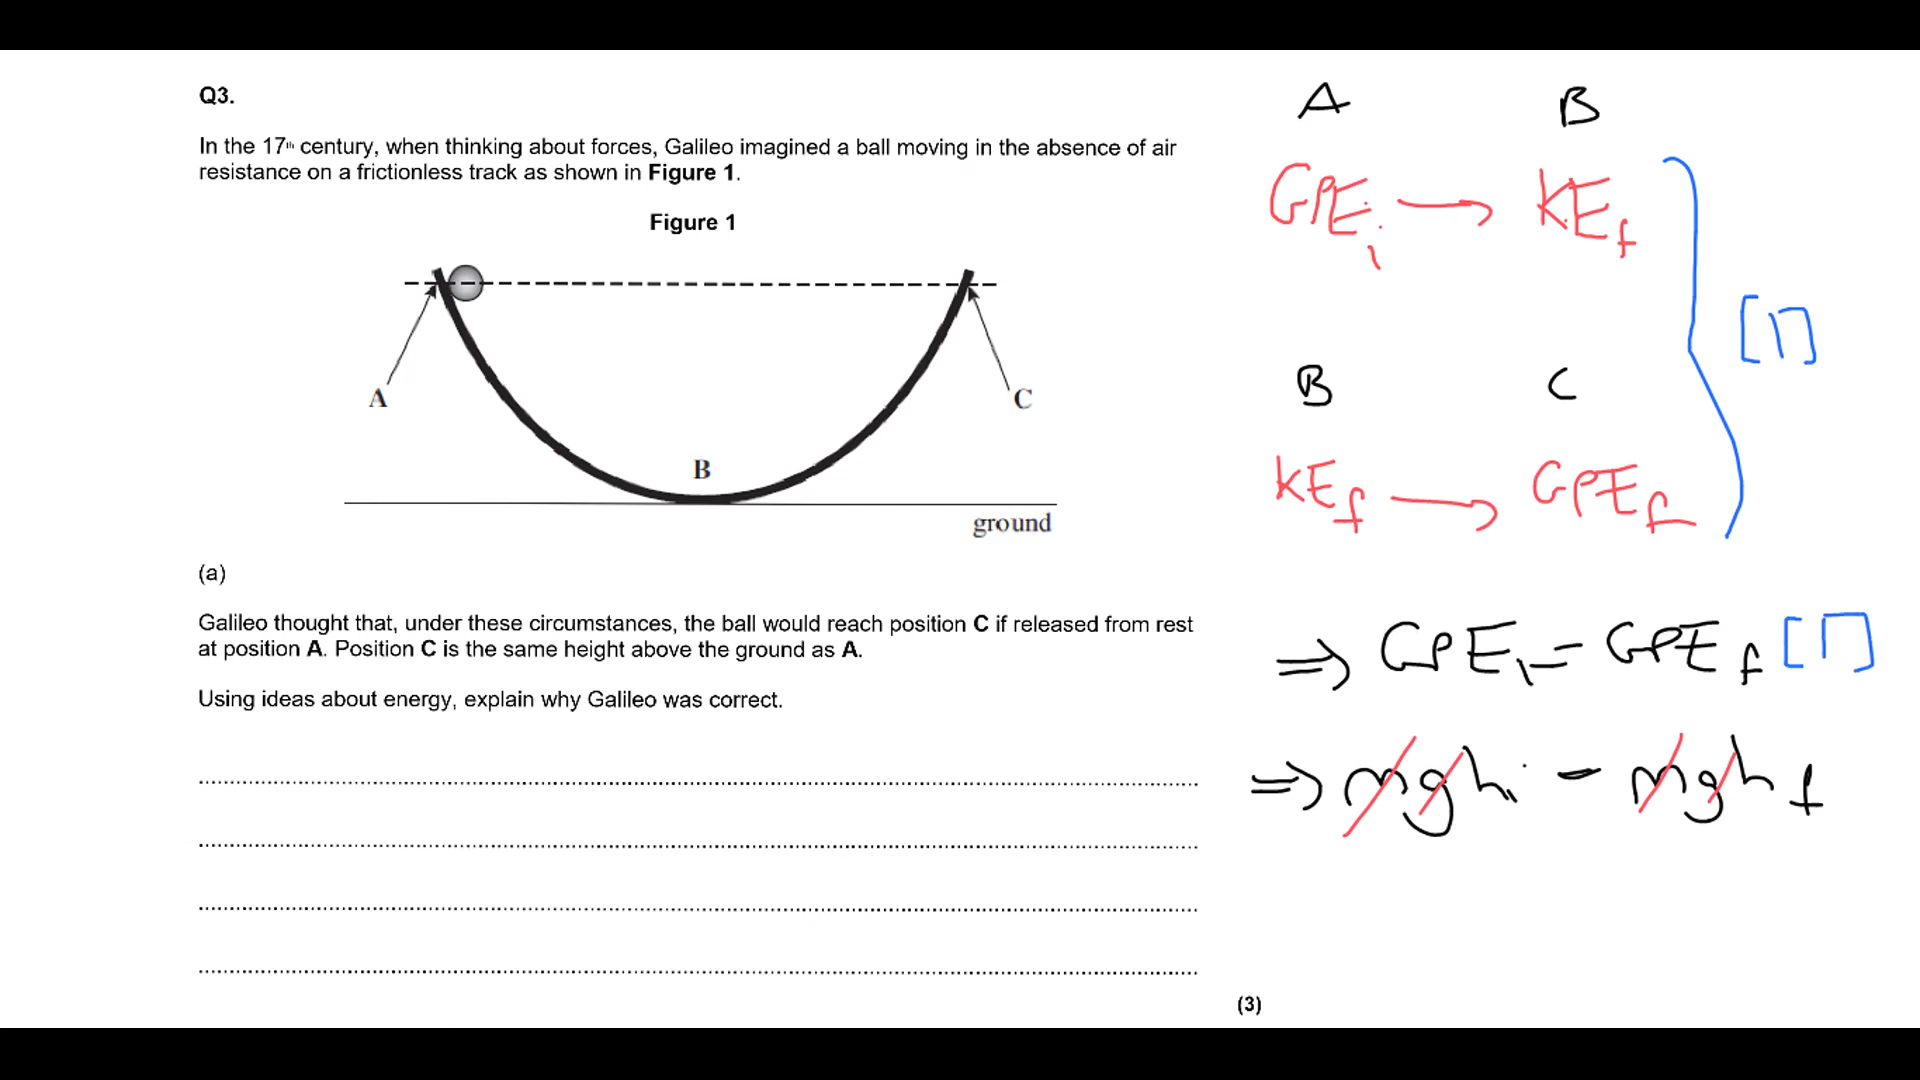 Q3.
In the 17th century, when thinking about forces, Galileo imagined a ball moving in the absence of air
resistance on a frictionless track as shown in Figure 1.
Figure 1
A
C
B
ground
(a)
Galileo thought that, under these circumstances, the ball would reach position C if released from rest
at position A. Position C is the same height above the ground as A.
Using ideas about energy, explain why Galileo was correct.
(3)
A B
GPEi → KEf
[1]
B C
KEf → GPEf
⇒ GPEi = GPEf [1]
⇒ mghi - mghf